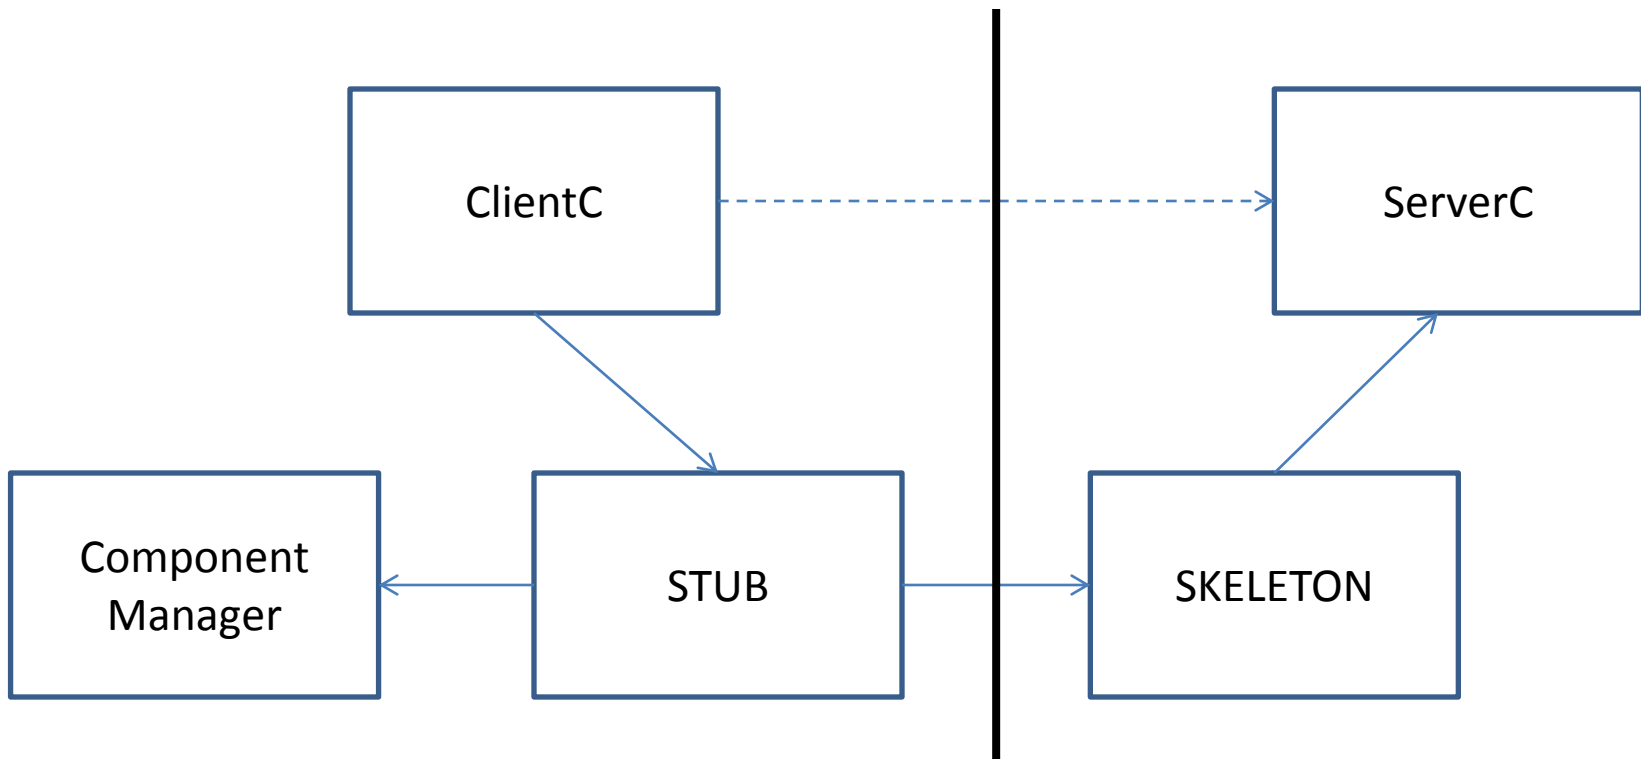 ClientC
ServerC
Component
Manager
STUB
SKELETON